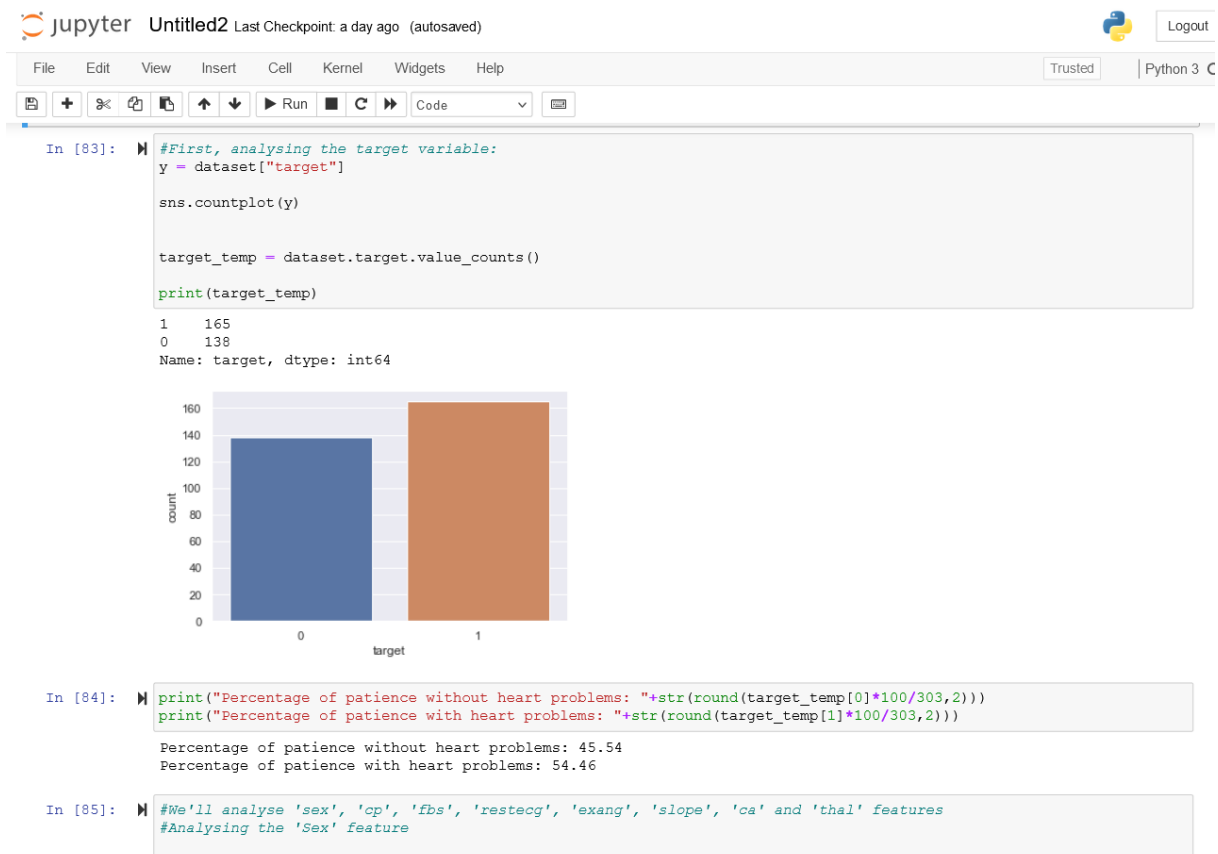 jupyter Untitled2 Last Checkpoint: a day ago (autosaved) Logout
File Edit View Insert Cell Kernel Widgets Help Trusted Python 3
Run Code
In [83]: #First, analysing the target variable:
y = dataset["target"]
sns.countplot(y)
target_temp = dataset.target.value_counts()
print(target_temp)
1 165
0 138
Name: target, dtype: int64
160
140
120
100
80
60
40
20
0
count
0 1
target
In [84]: print("Percentage of patience without heart problems: "+str(round(target_temp[0]*100/303,2)))
print("Percentage of patience with heart problems: "+str(round(target_temp[1]*100/303,2)))
Percentage of patience without heart problems: 45.54
Percentage of patience with heart problems: 54.46
In [85]: #We'll analyse 'sex', 'cp', 'fbs', 'restecg', 'exang', 'slope', 'ca' and 'thal' features
#Analysing the 'Sex' feature